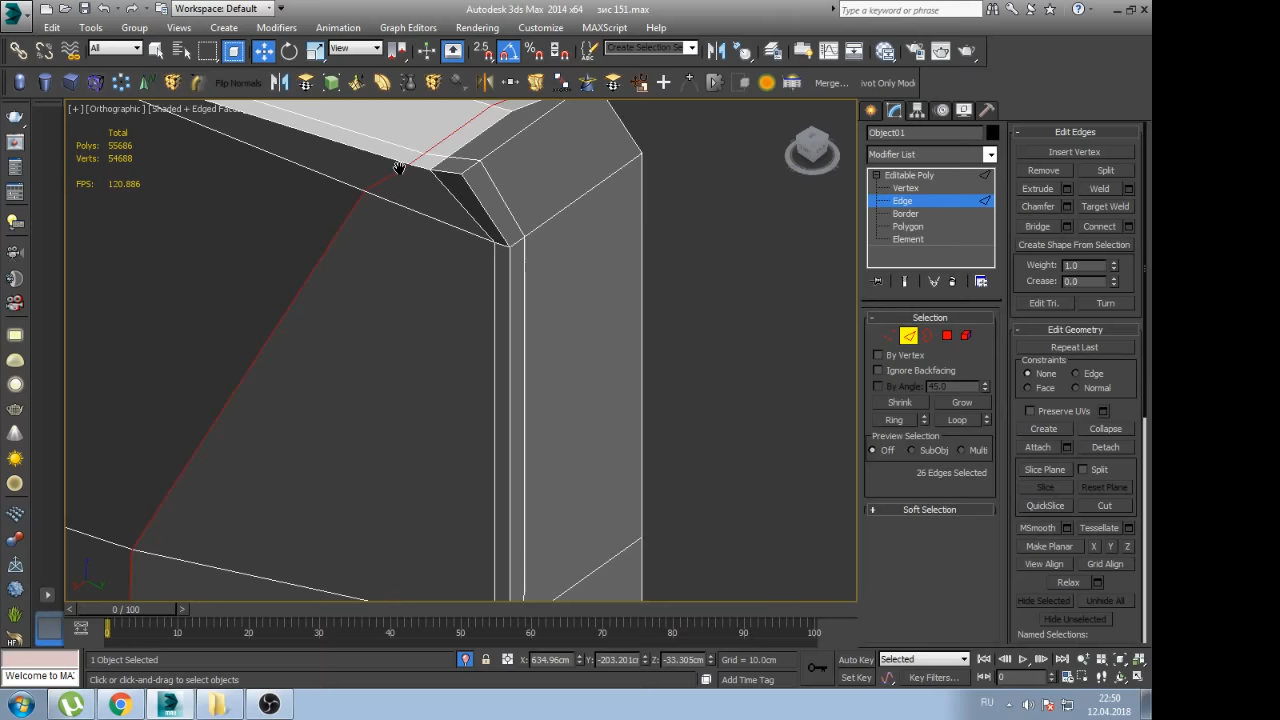 Workspace: Default
Autodesk 3ds Max 2014 x64
зис 151.max
Type a keyword or phrase
Edit
Tools
Group
Views
Create
Modifiers
Animation
Graph Editors
Rendering
Customize
MAXScript
Help
All
View
2.5
Create Selection Se
Flip Normals
Merge...
ivot Only Modi
[+][Orthographic][Shaded + Edged Face
Total
Polys: 55686
Verts: 54688
FPS: 120.886
Object01
Modifier List
Editable Poly
Vertex
Edge
Border
Polygon
Element
Selection
By Vertex
Ignore Backfacing
By Angle: 45.0
Shrink
Grow
Ring
Loop
Preview Selection
Off
SubObj
Multi
26 Edges Selected
Soft Selection
Edit Edges
Insert Vertex
Remove
Split
Extrude
Weld
Chamfer
Target Weld
Bridge
Connect
Create Shape From Selection
Weight: 1.0
Crease: 0.0
Edit Tri.
Turn
Edit Geometry
Repeat Last
Constraints
None
Edge
Face
Normal
Preserve UVs
Create
Collapse
Attach
Detach
Slice Plane
Split
Slice
Reset Plane
QuickSlice
Cut
MSmooth
Tessellate
Make Planar
X
Y
Z
View Align
Grid Align
Relax
Hide Selected
Unhide All
Hide Unselected
Named Selections:
0 / 100
0
10
20
30
40
50
60
70
80
90
100
1 Object Selected
X: 634.96cm
Y: -203.201cm
Z: -33.305cm
Grid = 10.0cm
Auto Key
Selected
Welcome to MA
Click or click-and-drag to select objects
Add Time Tag
Set Key
Key Filters...
0
HF
RU
22:50
12.04.2018